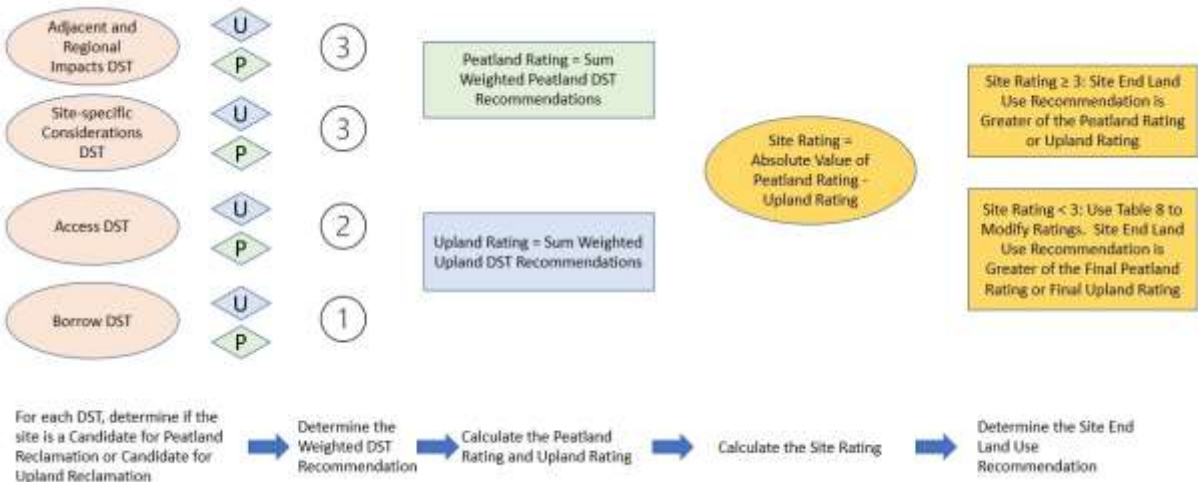 Adjacent and
Regional
Impacts DST
U
P
3
Site-specific
Considerations
DST
U
P
3
Access DST
U
P
2
Borrow DST
U
P
1
Peatland Rating = Sum
Weighted Peatland DST
Recommendations
Upland Rating = Sum Weighted
Upland DST Recommendations
Site Rating =
Absolute Value of
Peatland Rating -
Upland Rating
Site Rating ≥ 3: Site End Land
Use Recommendation is
Greater of the Peatland Rating
or Upland Rating
Site Rating < 3: Use Table 8 to
Modify Ratings. Site End Land
Use Recommendation is
Greater of the Final Peatland
Rating or Final Upland Rating
For each DST, determine if the
site is a Candidate for Peatland
Reclamation or Candidate for
Upland Reclamation
Determine the
Weighted DST
Recommendation
Calculate the Peatland
Rating and Upland Rating
Calculate the Site Rating
Determine the Site End
Land Use
Recommendation